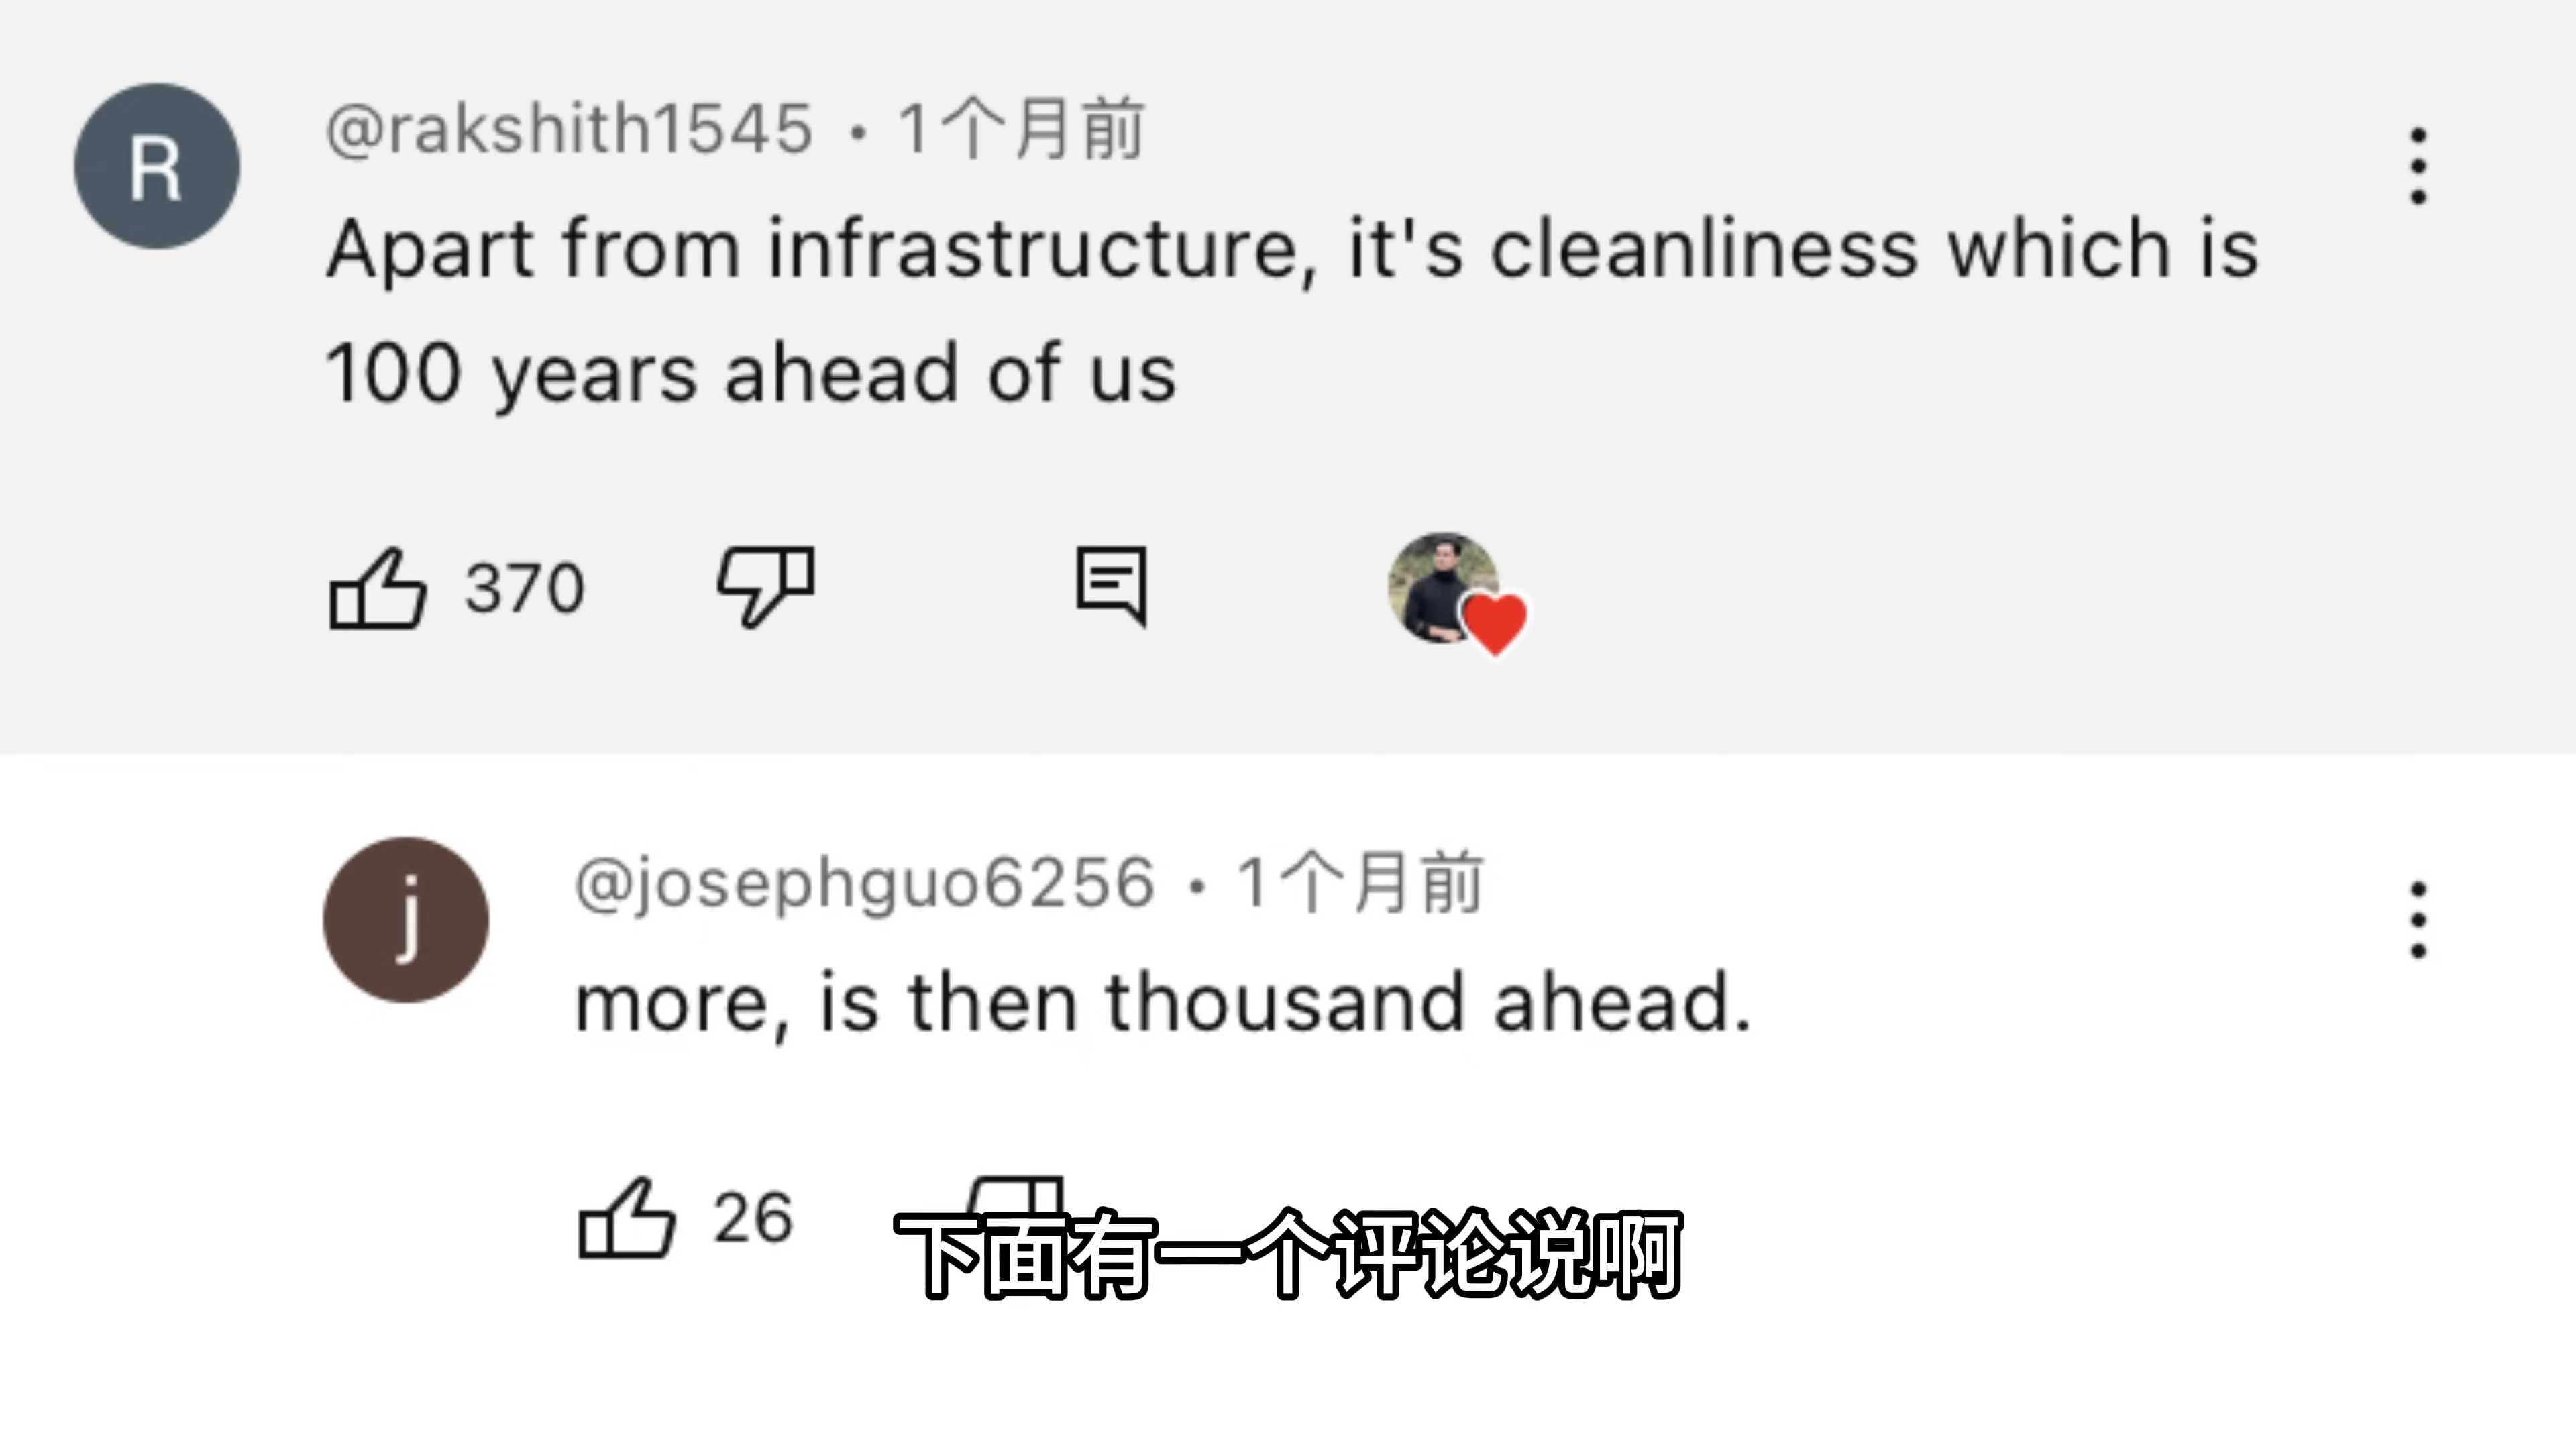 R
@rakshith1545 • 1个月前
Apart from infrastructure, it's cleanliness which is
100 years ahead of us
370
j
@josephguo6256 • 1个月前
more, is then thousand ahead.
26
下面有一个评论说啊